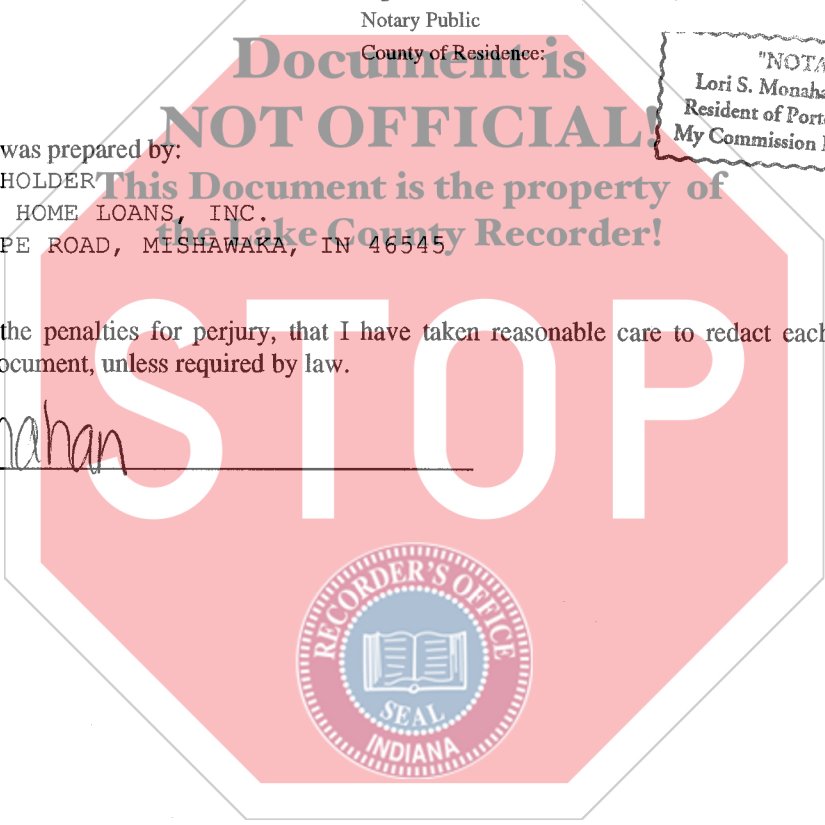 Notary Public
County of Residence:
Document is
NOT OFFICIAL!
This Document is the property of
the Lake County Recorder!
"NOTA
Lori S. Monaha
Resident of Port
My Commission
was prepared by:
HOLDER
HOME LOANS, INC.
PE ROAD, MISHAWAKA, IN 46545
the penalties for perjury, that I have taken reasonable care to redact each
ocument, unless required by law.
nahan
STOP
RECORDER'S OFFICE
SEAL
INDIANA